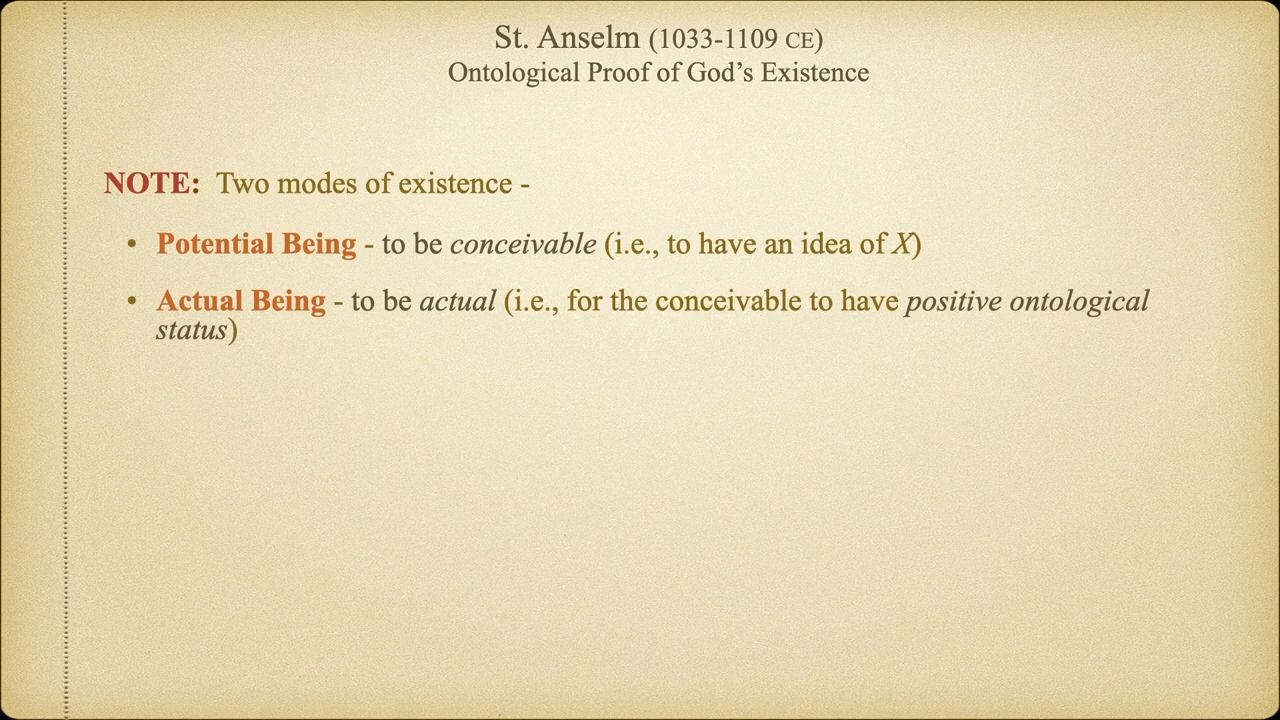 St. Anselm (1033-1109 CE)
Ontological Proof of God’s Existence
NOTE: Two modes of existence -
• Potential Being - to be conceivable (i.e., to have an idea of X)
• Actual Being - to be actual (i.e., for the conceivable to have positive ontological
status)